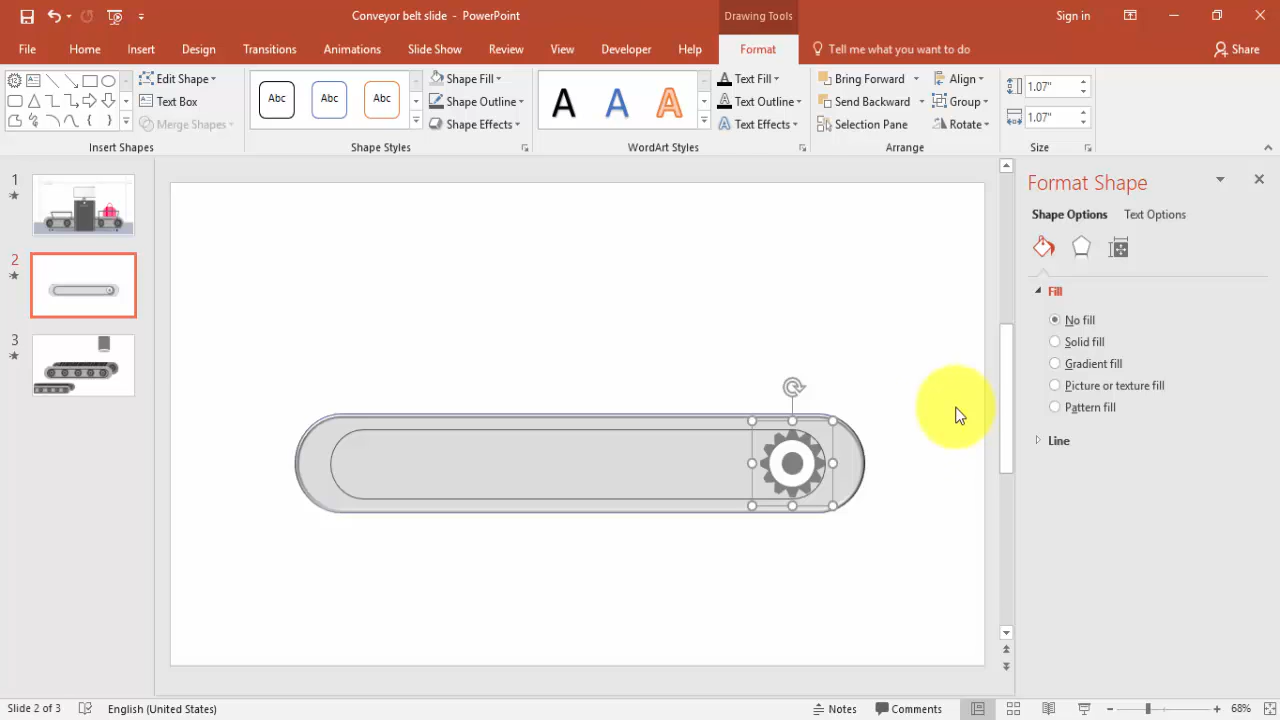 Conveyor belt slide - PowerPoint
Drawing Tools
Sign in
File
Home
Insert
Design
Transitions
Animations
Slide Show
Review
View
Developer
Help
Format
Tell me what you want to do
Share
Edit Shape
Text Box
Merge Shapes
Insert Shapes
Abc
Abc
Abc
Shape Fill
Shape Outline
Shape Effects
Shape Styles
A
A
A
Text Fill
Text Outline
Text Effects
WordArt Styles
Bring Forward
Send Backward
Selection Pane
Align
Group
Rotate
Arrange
1.07"
1.07"
Size
1
2
3
Format Shape
Shape Options
Text Options
Fill
No fill
Solid fill
Gradient fill
Picture or texture fill
Pattern fill
Line
Slide 2 of 3
English (United States)
Notes
Comments
68%